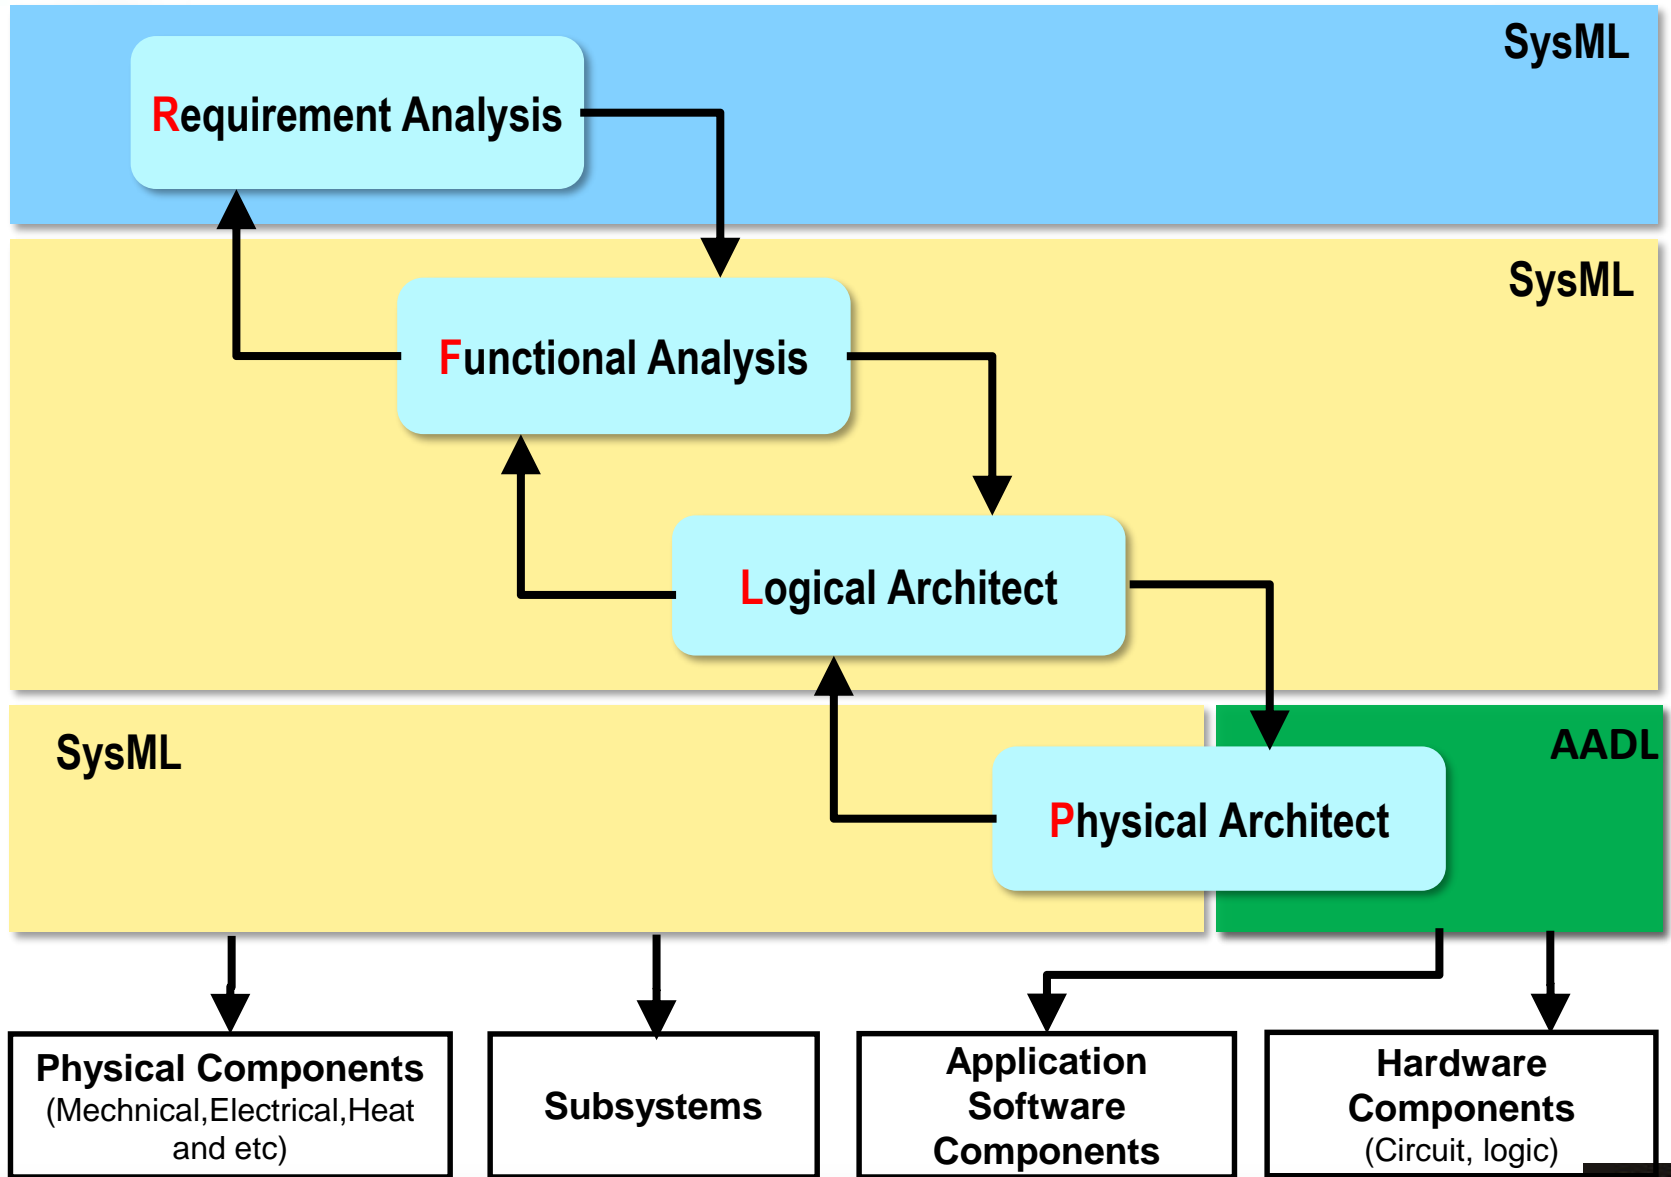 SysML
Requirement Analysis
SysML
Functional Analysis
Logical Architect
SysML
AADL
Physical Architect
Physical Components
(Mechnical,Electrical,Heat
and etc)
Subsystems
Application
Software
Components
Hardware
Components
(Circuit, logic)